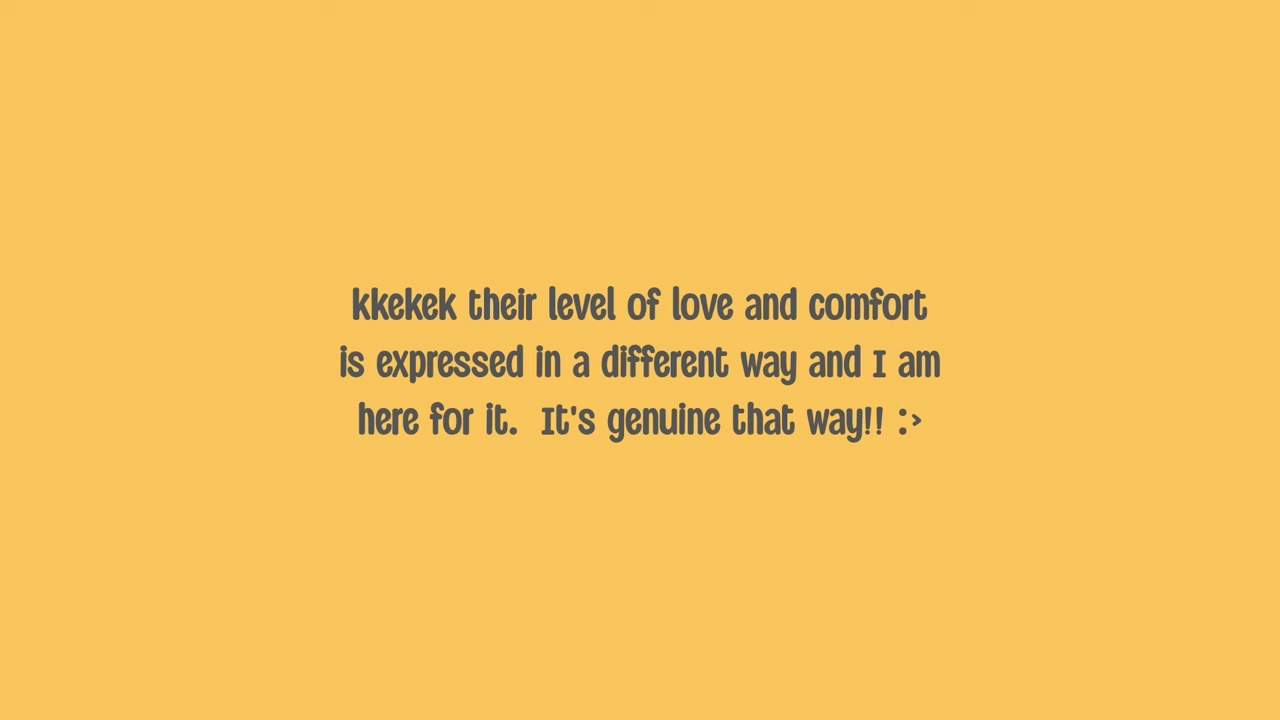 kkekek their level of love and comfort
is expressed in a different way and I am
here for it.  It's genuine that way!! :>